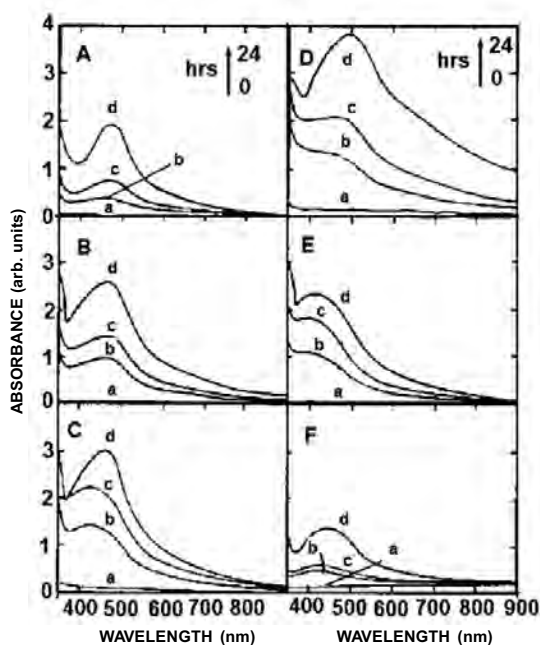 A
hrs
24
0
d
c
b
a
B
d
c
b
a
C
d
c
b
a
D
hrs
24
0
d
c
b
a
E
d
c
b
a
F
d
b
c
a
4
3
2
1
0
2
1
0
3
2
1
0
400 500 600 700 800
400 500 600 700 800 900
WAVELENGTH (nm)
WAVELENGTH (nm)
ABSORBANCE (arb. units)